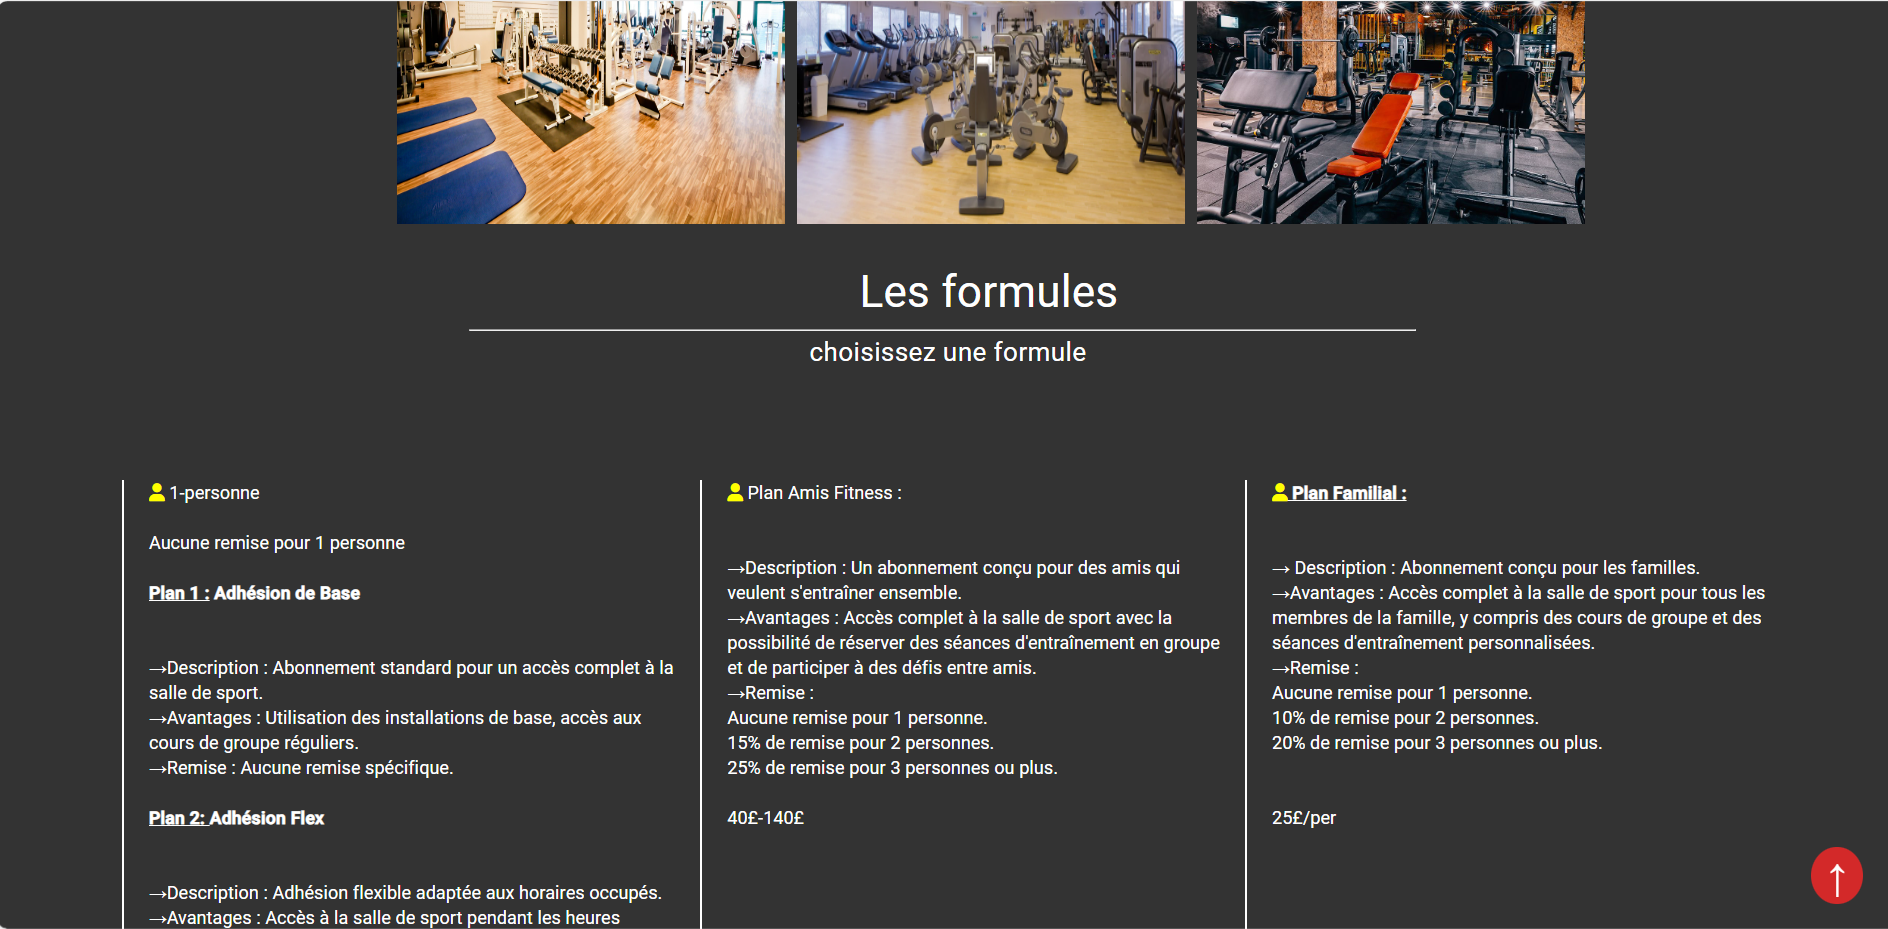 Les formules
choisissez une formule
1-personne
Aucune remise pour 1 personne
Plan 1 : Adhésion de Base
→Description : Abonnement standard pour un accès complet à la
salle de sport.
→Avantages : Utilisation des installations de base, accès aux
cours de groupe réguliers.
→Remise : Aucune remise spécifique.
Plan 2: Adhésion Flex
→Description : Adhésion flexible adaptée aux horaires occupés.
→Avantages : Accès à la salle de sport pendant les heures
Plan Amis Fitness :
→Description : Un abonnement conçu pour des amis qui
veulent s'entraîner ensemble.
→Avantages : Accès complet à la salle de sport avec la
possibilité de réserver des séances d'entraînement en groupe
et de participer à des défis entre amis.
→Remise :
Aucune remise pour 1 personne.
15% de remise pour 2 personnes.
25% de remise pour 3 personnes ou plus.
40£-140£
Plan Familial :
→ Description : Abonnement conçu pour les familles.
→Avantages : Accès complet à la salle de sport pour tous les
membres de la famille, y compris des cours de groupe et des
séances d'entraînement personnalisées.
→Remise :
Aucune remise pour 1 personne.
10% de remise pour 2 personnes.
20% de remise pour 3 personnes ou plus.
25£/per
↑